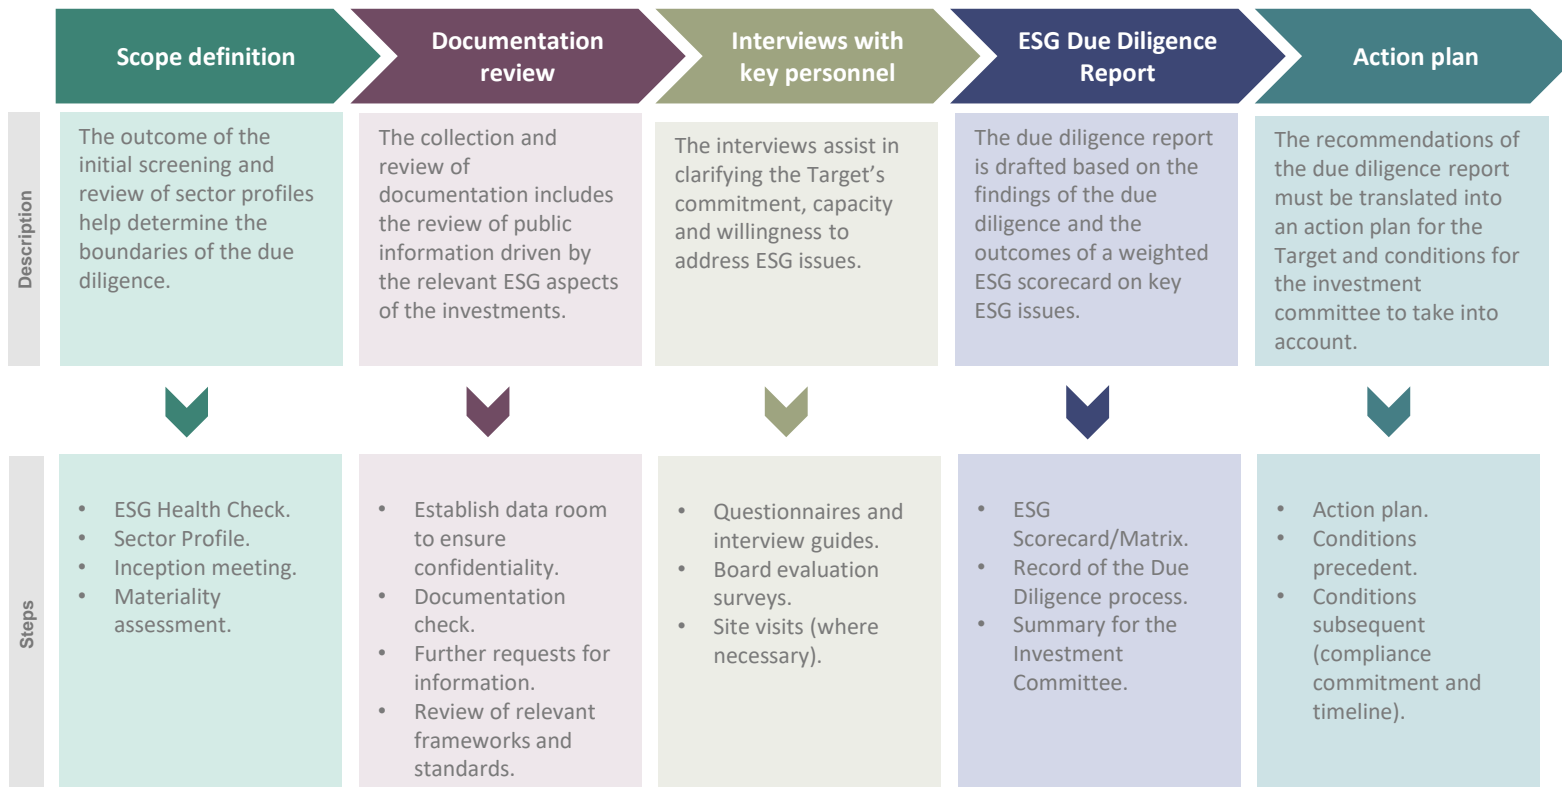 Scope definition
Documentation
review
Interviews with
key personnel
ESG Due Diligence
Report
Action plan
Description
The outcome of the
initial screening and
review of sector profiles
help determine the
boundaries of the due
diligence.
The collection and
review of
documentation includes
the review of public
information driven by
the relevant ESG aspects
of the investments.
The interviews assist in
clarifying the Target’s
commitment, capacity
and willingness to
address ESG issues.
The due diligence report
is drafted based on the
findings of the due
diligence and the
outcomes of a weighted
ESG scorecard on key
ESG issues.
The recommendations of
the due diligence report
must be translated into
an action plan for the
Target and conditions for
the investment
committee to take into
account.
Steps
• ESG Health Check.
• Sector Profile.
• Inception meeting.
• Materiality
assessment.
• Establish data room
to ensure
confidentiality.
• Documentation
check.
• Further requests for
information.
• Review of relevant
frameworks and
standards.
• Questionnaires and
interview guides.
• Board evaluation
surveys.
• Site visits (where
necessary).
• ESG
Scorecard/Matrix.
• Record of the Due
Diligence process.
• Summary for the
Investment
Committee.
• Action plan.
• Conditions
precedent.
• Conditions
subsequent
(compliance
commitment and
timeline).